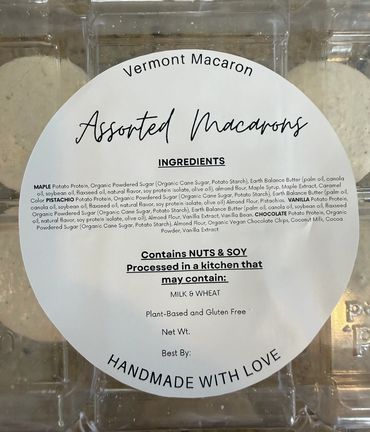 Vermont Macaron
Assorted Macarons
INGREDIENTS
MAPLE Potato Protein, Organic Powdered Sugar (Organic Cane Sugar, Potato Starch), Earth Balance Butter (palm oil, canola
oil, soybean oil, flaxseed oil, natural flavor, soy protein isolate, olive oil), almond flour, Maple Syrup, Maple Extract, Caramel
Color PISTACHIO Potato Protein, Organic Powdered Sugar (Organic Cane Sugar, Potato Starch), Earth Balance Butter (palm oil,
canola oil, soybean oil, flaxseed oil, natural flavor, soy protein isolate, olive oil) Almond Flour, Pistachios, VANILLA Potato Protein,
Organic Powdered Sugar (Organic Cane Sugar, Potato Starch), Earth Balance Butter (palm oil, canola oil, soybean oil, flaxseed
oil, natural flavor, soy protein isolate, olive oil), Almond Flour, Vanilla Extract, Vanilla Bean, CHOCOLATE Potato Protein, Organic
Powdered Sugar (Organic Cane Sugar, Potato Starch), Almond Flour, Organic Vegan Chocolate Chips, Coconut Milk, Cocoa
Powder, Vanilla Extract
Contains NUTS & SOY
Processed in a kitchen that
may contain:
MILK & WHEAT
Plant-Based and Gluten Free
Net Wt.
Best By:
HANDMADE WITH LOVE